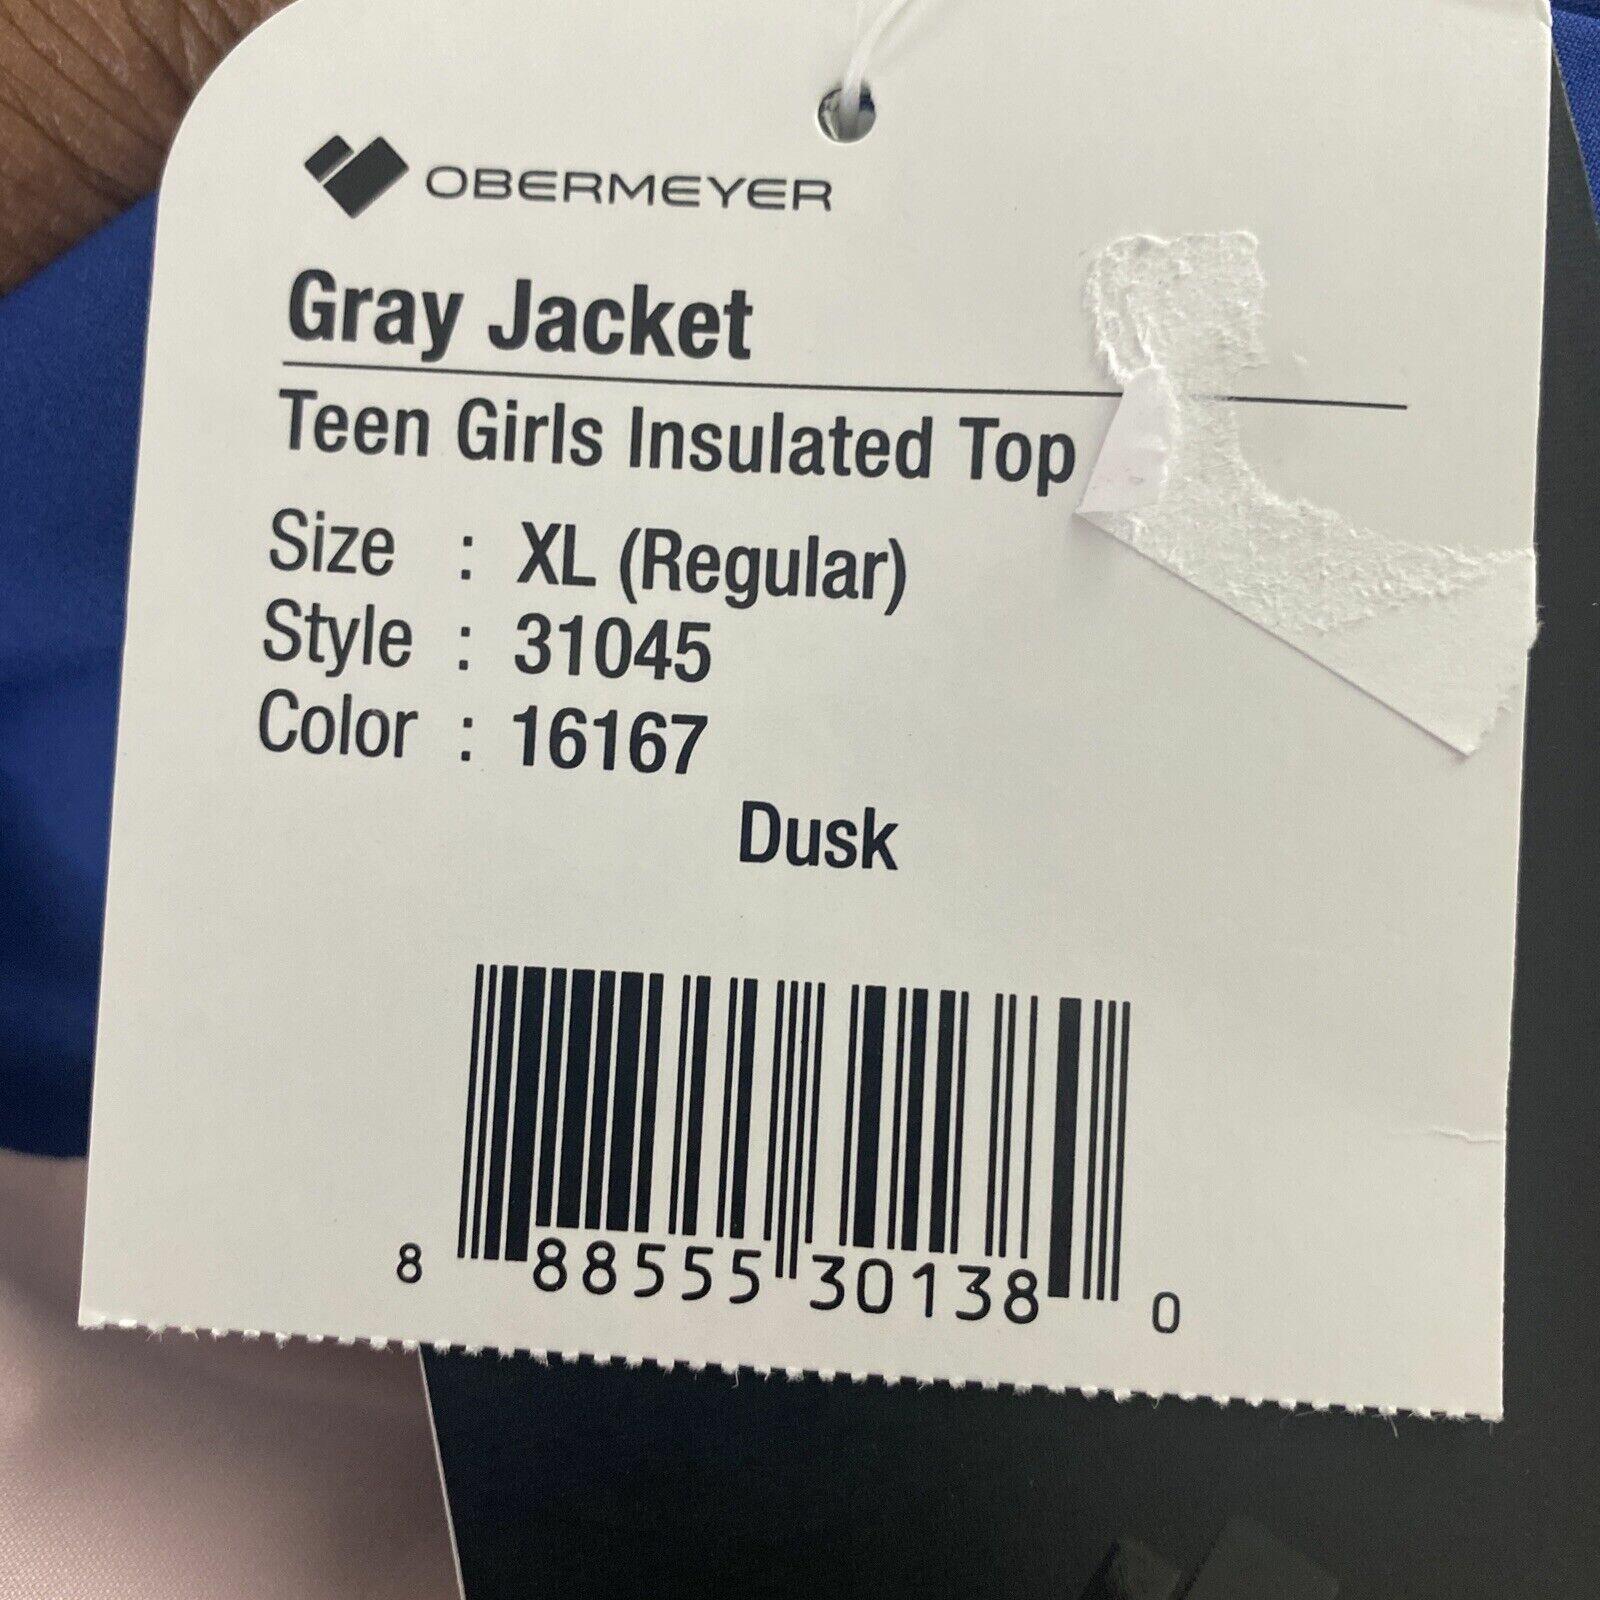 OBERMEYER
Gray Jacket
Teen Girls Insulated Top
Size : XL (Regular)
Style : 31045
Color : 16167
Dusk
8 88555 30138 0